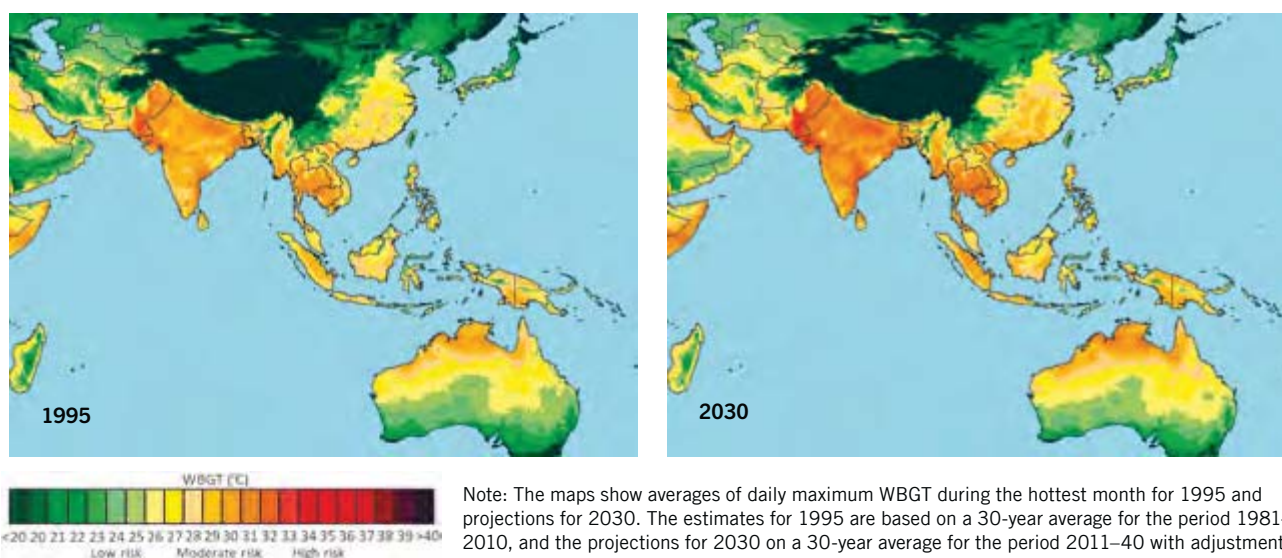 1995
2030
WBGT (°C)
<20 20 21 22 23 24 25 26 27 28 29 30 31 32 33 34 35 36 37 38 39 >40
Low risk Moderate risk High risk
Note: The maps show averages of daily maximum WBGT during the hottest month for 1995 and
projections for 2030. The estimates for 1995 are based on a 30-year average for the period 1981-
2010, and the projections for 2030 on a 30-year average for the period 2011–40 with adjustment